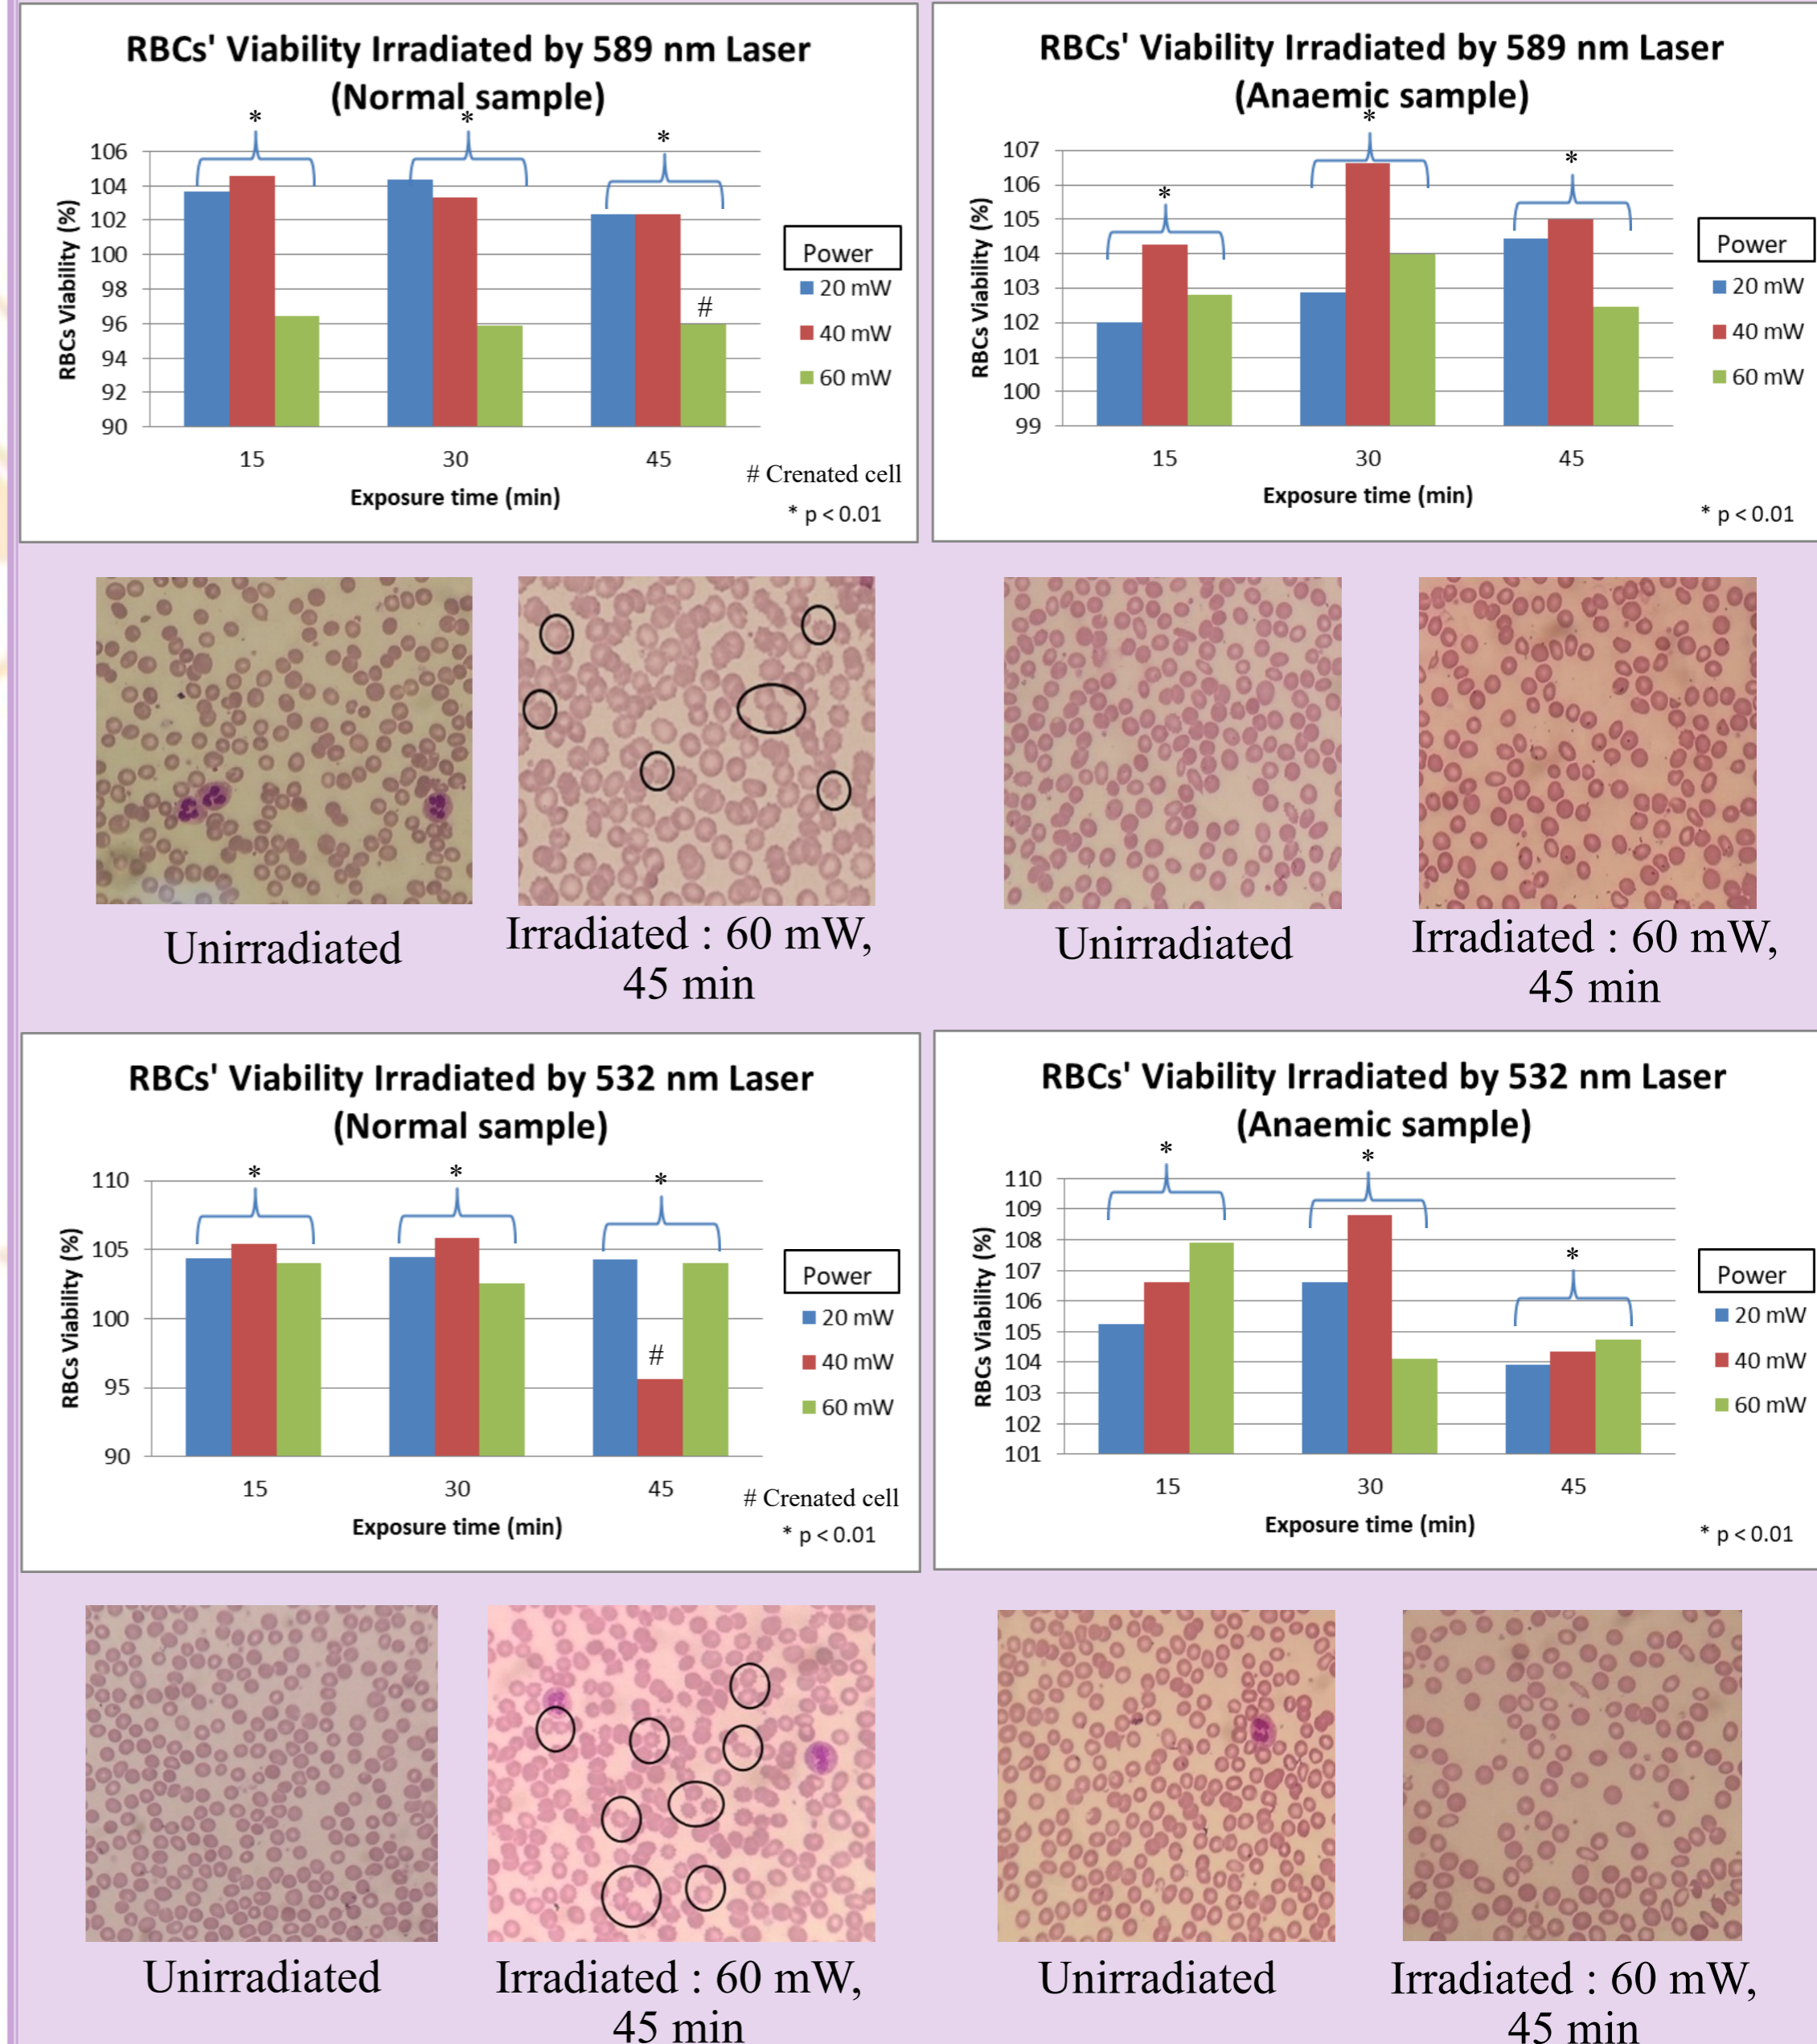 RBCs' Viability Irradiated by 589 nm Laser
(Normal sample)
*
*
*
106
104
102
100
98
96
94
92
90
RBCs Viability (%)
#
15
30
45
Exposure time (min)
Power
20 mW
40 mW
60 mW
# Crenated cell
* p < 0.01
RBCs' Viability Irradiated by 589 nm Laser
(Anaemic sample)
*
*
*
107
106
105
104
103
102
101
100
99
RBCs Viability (%)
15
30
45
Exposure time (min)
Power
20 mW
40 mW
60 mW
* p < 0.01
Unirradiated
Irradiated : 60 mW,
45 min
Unirradiated
Irradiated : 60 mW,
45 min
RBCs' Viability Irradiated by 532 nm Laser
(Normal sample)
*
*
*
110
105
100
95
90
RBCs Viability (%)
#
15
30
45
Exposure time (min)
Power
20 mW
40 mW
60 mW
# Crenated cell
* p < 0.01
RBCs' Viability Irradiated by 532 nm Laser
(Anaemic sample)
*
*
*
110
109
108
107
106
105
104
103
102
101
RBCs Viability (%)
15
30
45
Exposure time (min)
Power
20 mW
40 mW
60 mW
* p < 0.01
Unirradiated
Irradiated : 60 mW,
45 min
Unirradiated
Irradiated : 60 mW,
45 min